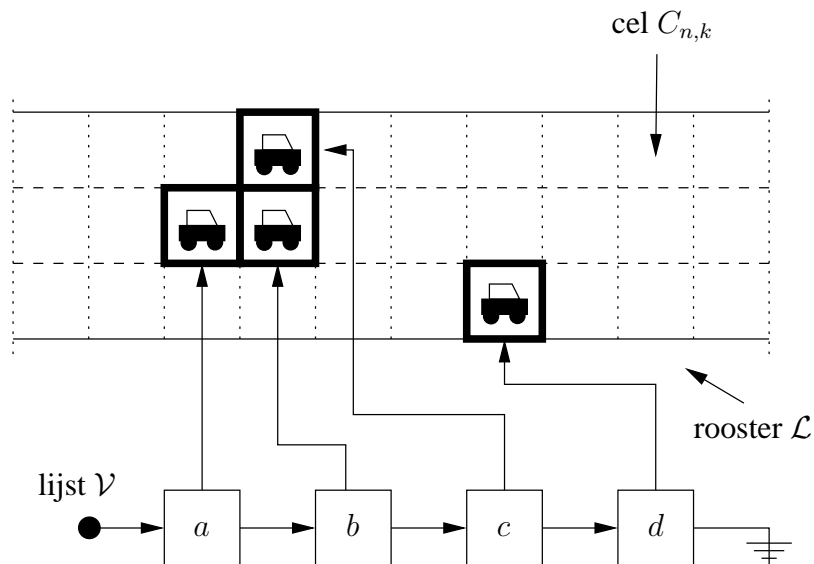 cel $C_{n,k}$
rooster $\mathcal{L}$
lijst $\mathcal{V}$
a b c d